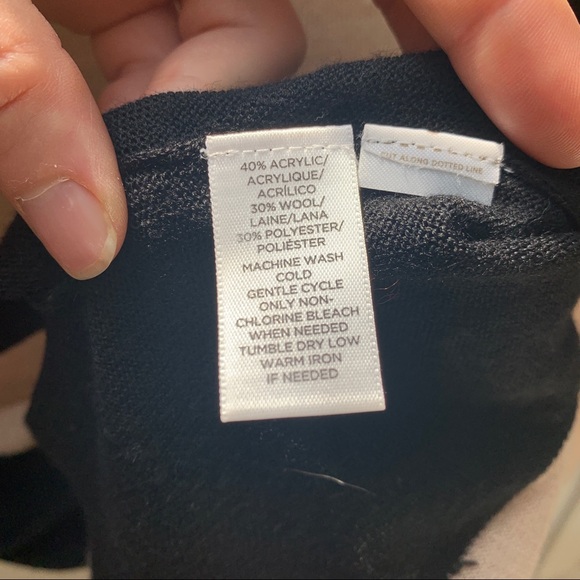 40% ACRYLIC/
ACRYLIQUE/
ACRÍLICO
30% WOOL/
LAINE/LANA
30% POLYESTER/
POLIÉSTER
MACHINE WASH
COLD
GENTLE CYCLE
ONLY NON-
CHLORINE BLEACH
WHEN NEEDED
TUMBLE DRY LOW
WARM IRON
IF NEEDED
CUT ALONG DOTTED LINE